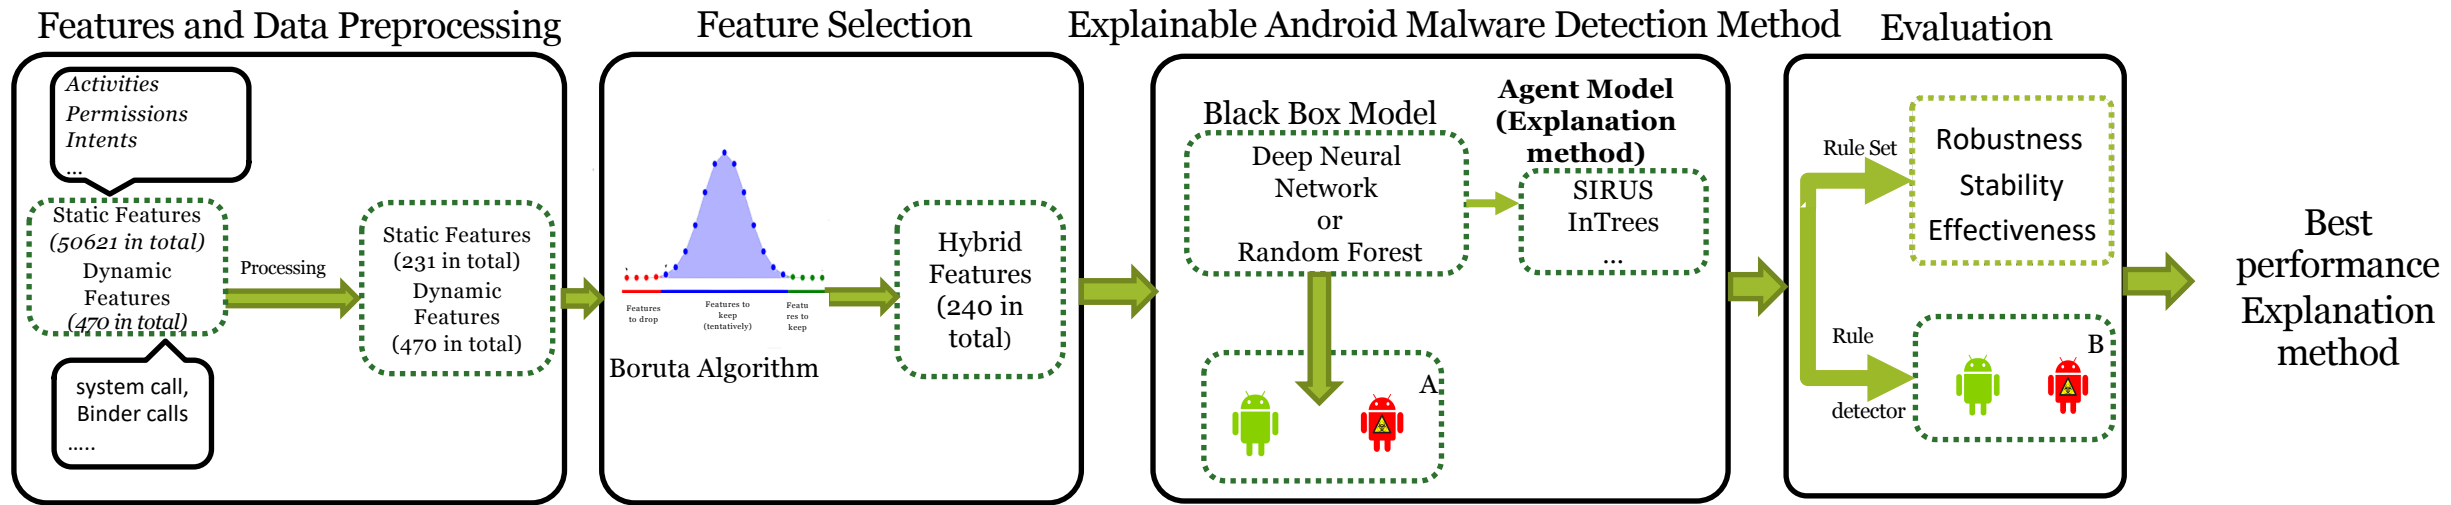 Features and Data Preprocessing
Activities
Permissions
Intents
...
Static Features
(50621 in total)
Dynamic
Features
(470 in total)
system call,
Binder calls
.....
Processing
Static Features
(231 in total)
Dynamic
Features
(470 in total)
Feature Selection
Features
to drop
Features to
keep
(tentatively)
Featu
res to
keep
Boruta Algorithm
Hybrid
Features
(240 in
total)
Explainable Android Malware Detection Method
Black Box Model
Deep Neural
Network
or
Random Forest
Agent Model
(Explanation
method)
SIRUS
InTrees
...
A
Evaluation
Rule Set
Robustness
Stability
Effectiveness
Rule
detector
B
Best
performance
Explanation
method